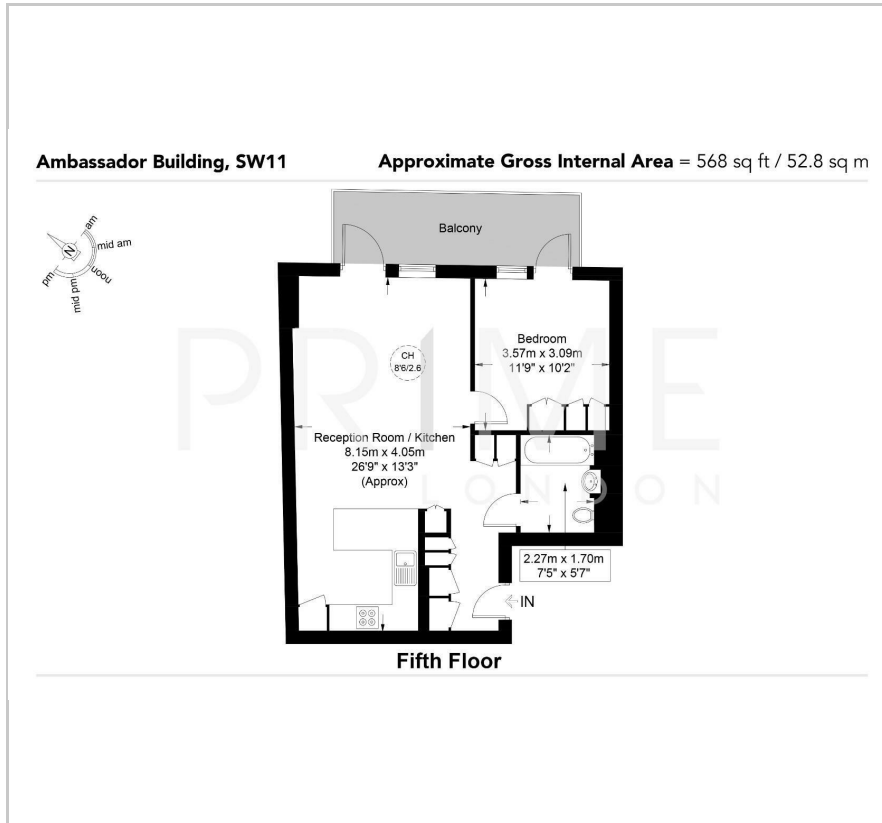 Ambassador Building, SW11
Approximate Gross Internal Area = 568 sq ft / 52.8 sq m
N
am
mid am
noon
mid pm
pm
Balcony
Bedroom
3.57m x 3.09m
11'9" x 10'2"
CH
8'6/2.6
PRIME
LONDON
Reception Room / Kitchen
8.15m x 4.05m
26'9" x 13'3"
(Approx)
2.27m x 1.70m
7'5" x 5'7"
IN
Fifth Floor